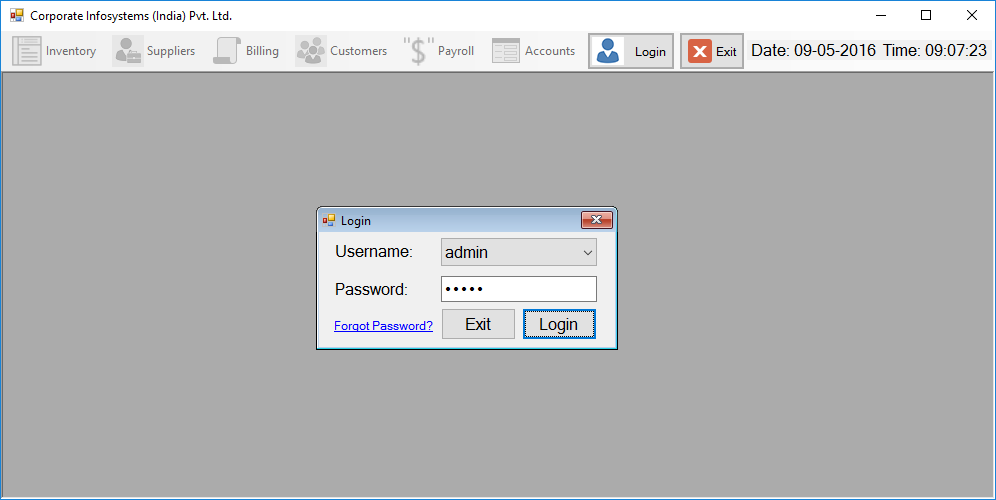 Corporate Infosystems (India) Pvt. Ltd.
Inventory Suppliers Billing Customers "$" Payroll Accounts Login Exit Date: 09-05-2016 Time: 09:07:23
Login
Username: admin
Password: •••••
Forgot Password? Exit Login